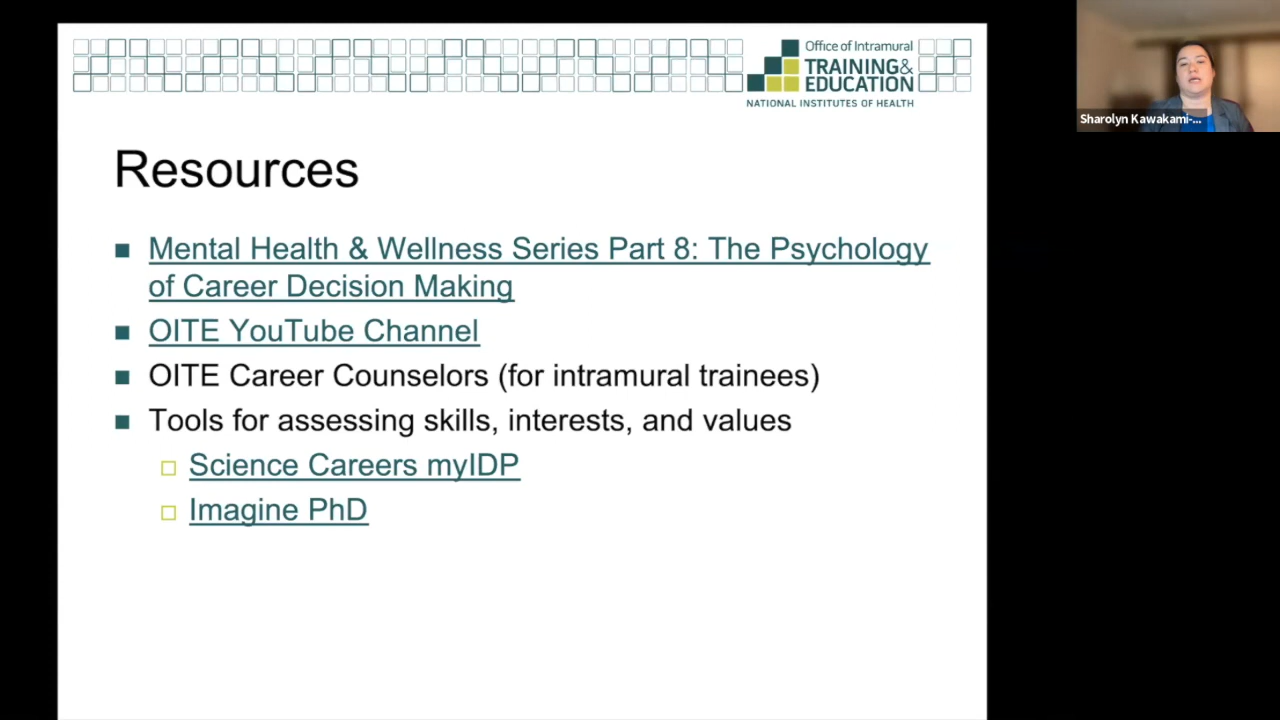 Office of Intramural
TRAINING&
EDUCATION
NATIONAL INSTITUTES OF HEALTH
Sharolyn Kawakami-...
Resources
Mental Health & Wellness Series Part 8: The Psychology
of Career Decision Making
OITE YouTube Channel
OITE Career Counselors (for intramural trainees)
Tools for assessing skills, interests, and values
Science Careers myIDP
Imagine PhD